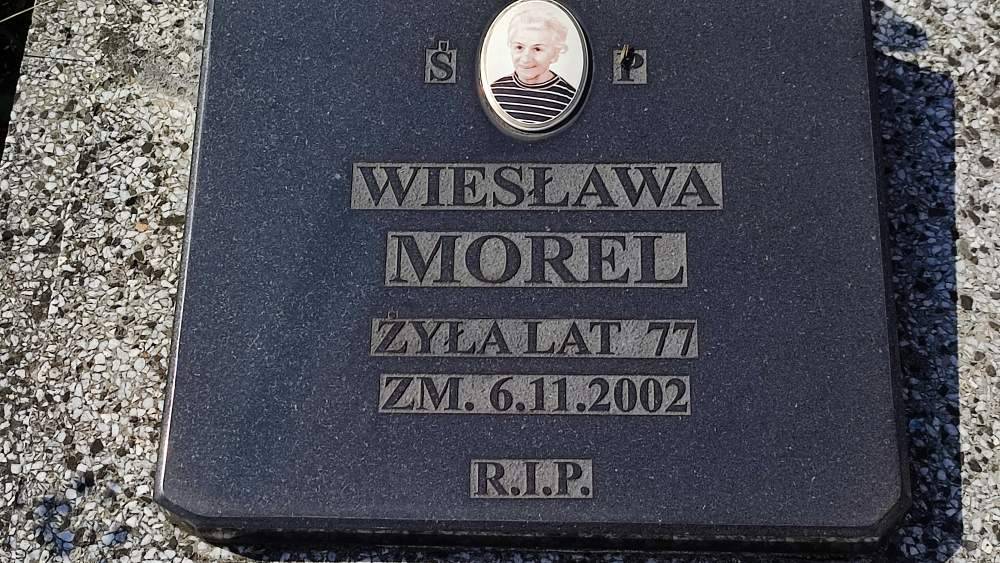 Ś P
WIESŁAWA
MOREL
ŻYŁA LAT 77
ZM. 6.11.2002
R.I.P.